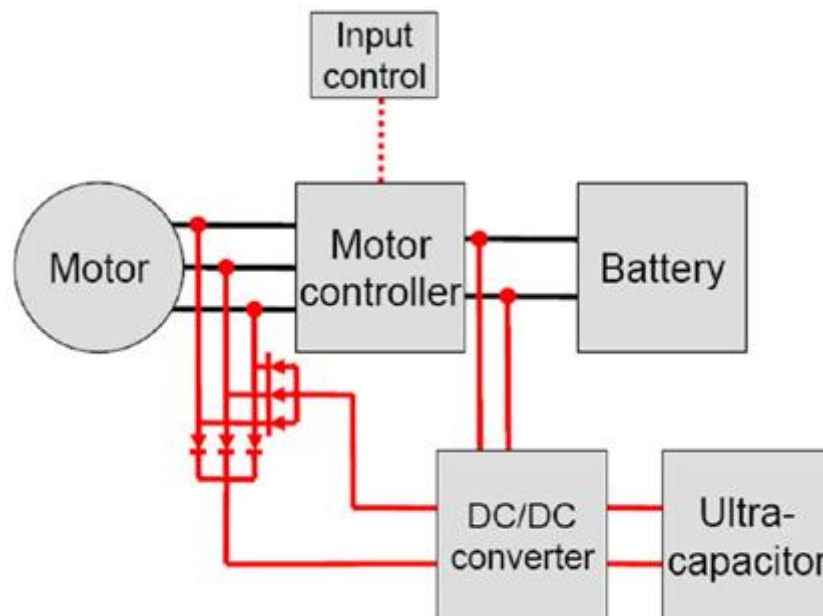 Input
control
Motor
Motor
controller
Battery
DC/DC
converter
Ultra-
capacitor